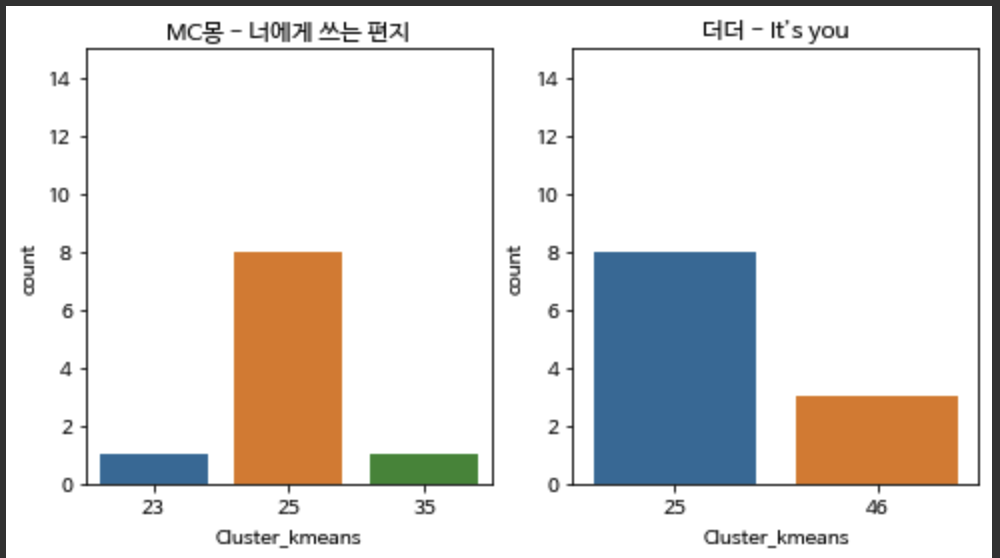 MC몽 - 너에게 쓰는 편지
14
12
10
8
6
4
2
0
count
23 25 35
Cluster_kmeans
더더 - It's you
14
12
10
8
6
4
2
0
count
25 46
Cluster_kmeans